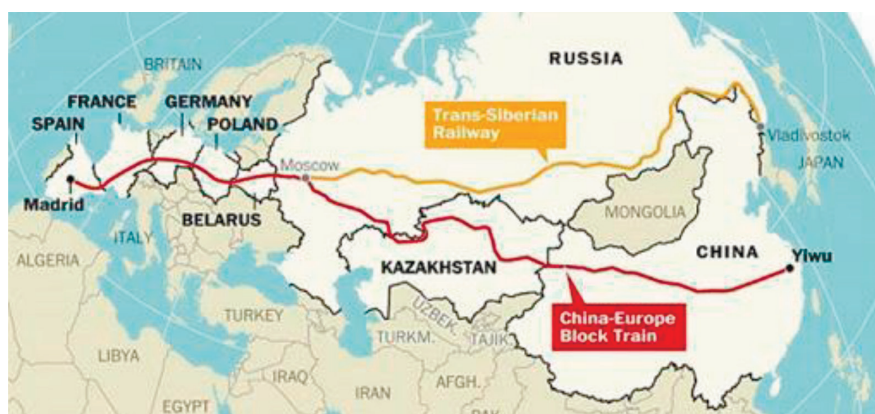 BRITAIN
RUSSIA
FRANCE
GERMANY
SPAIN
POLAND
Trans-Siberian
Railway
Vladivostok
Moscow
JAPAN
Madrid
MONGOLIA
BELARUS
ITALY
CHINA
Yiwu
ALGERIA
KAZAKHSTAN
UZBEK.
China-Europe
Block Train
TURKEY
TURKM.
TAJIK.
LIBYA
IRAQ
IRAN
AFGH.
EGYPT